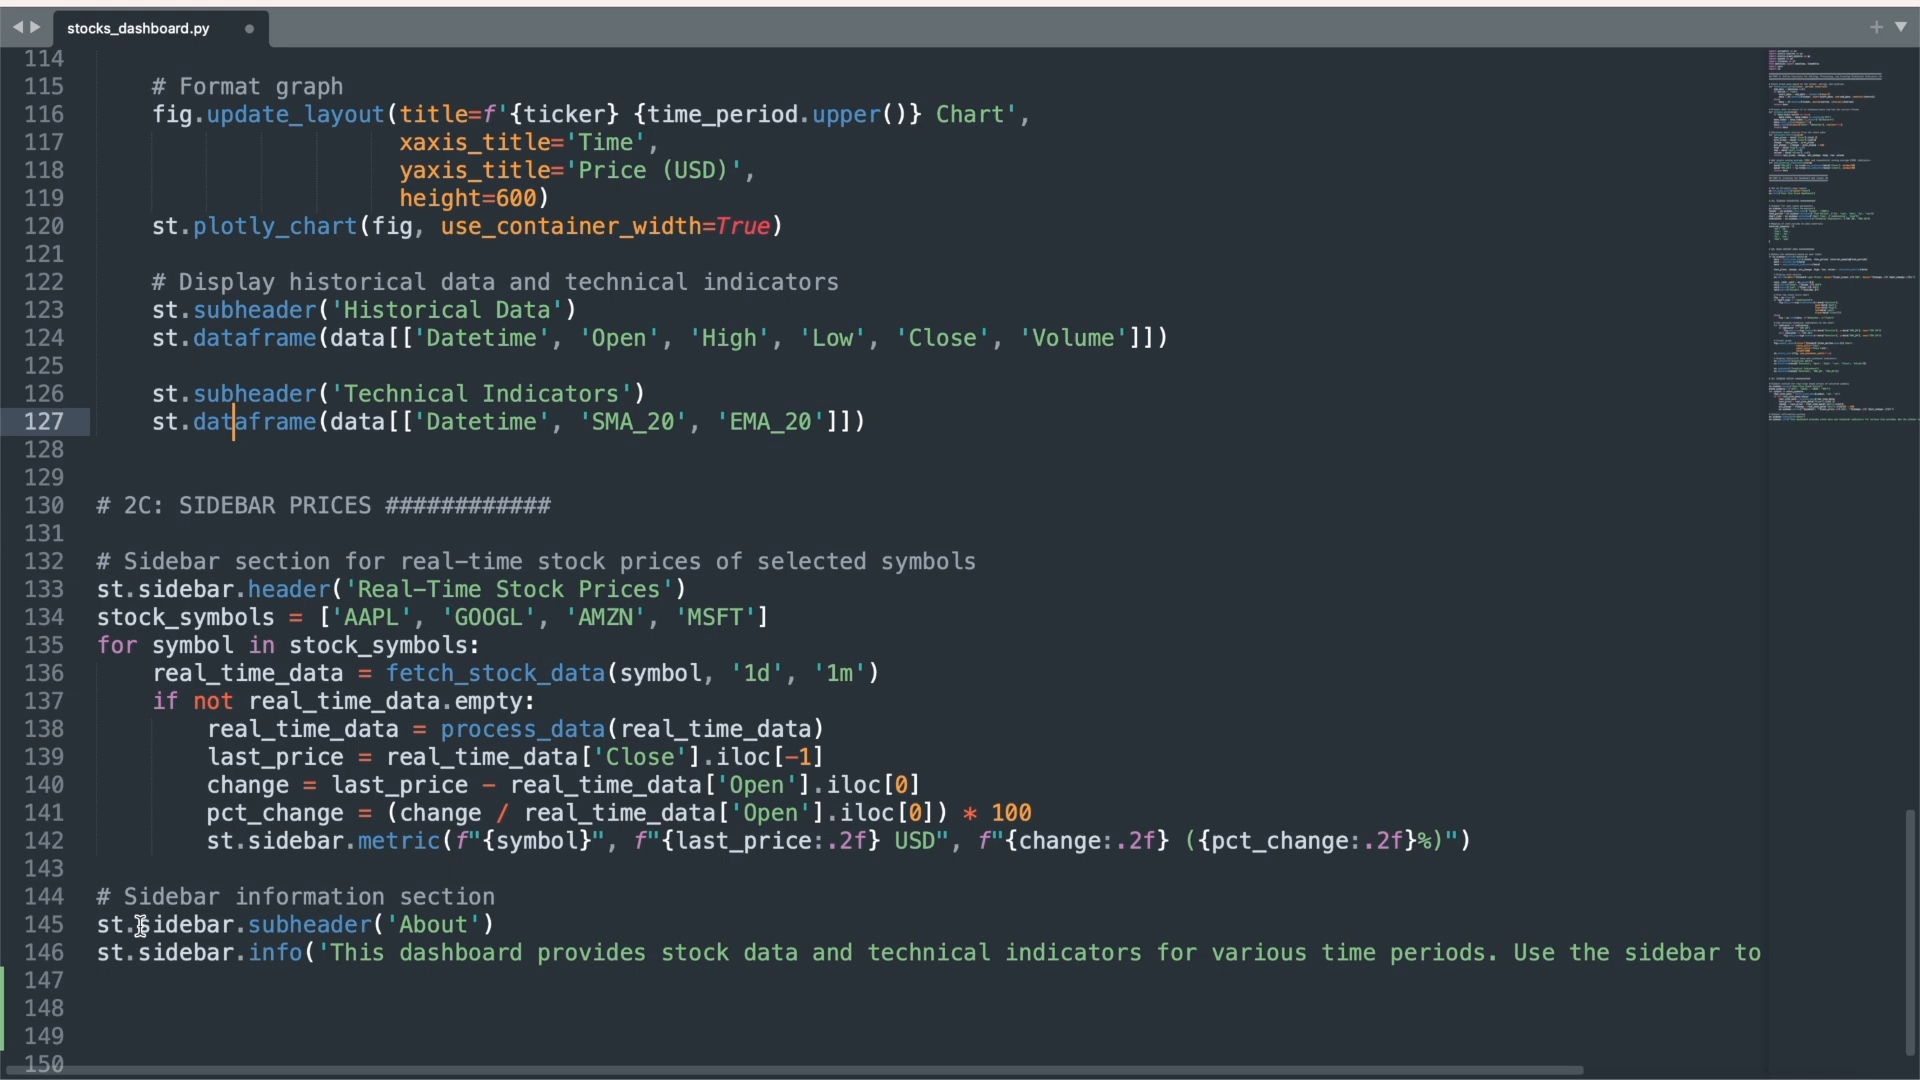 stocks_dashboard.py
114
115 # Format graph
116 fig.update_layout(title=f'{ticker} {time_period.upper()} Chart',
117 xaxis_title='Time',
118 yaxis_title='Price (USD)',
119 height=600)
120 st.plotly_chart(fig, use_container_width=True)
121
122 # Display historical data and technical indicators
123 st.subheader('Historical Data')
124 st.dataframe(data[['Datetime', 'Open', 'High', 'Low', 'Close', 'Volume']])
125
126 st.subheader('Technical Indicators')
127 st.dataframe(data[['Datetime', 'SMA_20', 'EMA_20']])
128
129
130 # 2C: SIDEBAR PRICES ############
131
132 # Sidebar section for real-time stock prices of selected symbols
133 st.sidebar.header('Real-Time Stock Prices')
134 stock_symbols = ['AAPL', 'GOOGL', 'AMZN', 'MSFT']
135 for symbol in stock_symbols:
136 real_time_data = fetch_stock_data(symbol, '1d', '1m')
137 if not real_time_data.empty:
138 real_time_data = process_data(real_time_data)
139 last_price = real_time_data['Close'].iloc[-1]
140 change = last_price - real_time_data['Open'].iloc[0]
141 pct_change = (change / real_time_data['Open'].iloc[0]) * 100
142 st.sidebar.metric(f"{symbol}", f"{last_price:.2f} USD", f"{change:.2f} ({pct_change:.2f}%)")
143
144 # Sidebar information section
145 st.sidebar.subheader('About')
146 st.sidebar.info('This dashboard provides stock data and technical indicators for various time periods. Use the sidebar to
147
148
149
150